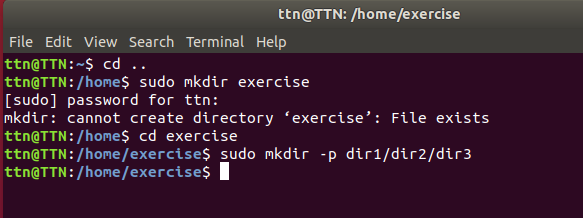 ttn@TTN: /home/exercise
File Edit View Search Terminal Help
ttn@TTN:~$ cd ..
ttn@TTN:/home$ sudo mkdir exercise
[sudo] password for ttn:
mkdir: cannot create directory ‘exercise’: File exists
ttn@TTN:/home$ cd exercise
ttn@TTN:/home/exercise$ sudo mkdir -p dir1/dir2/dir3
ttn@TTN:/home/exercise$